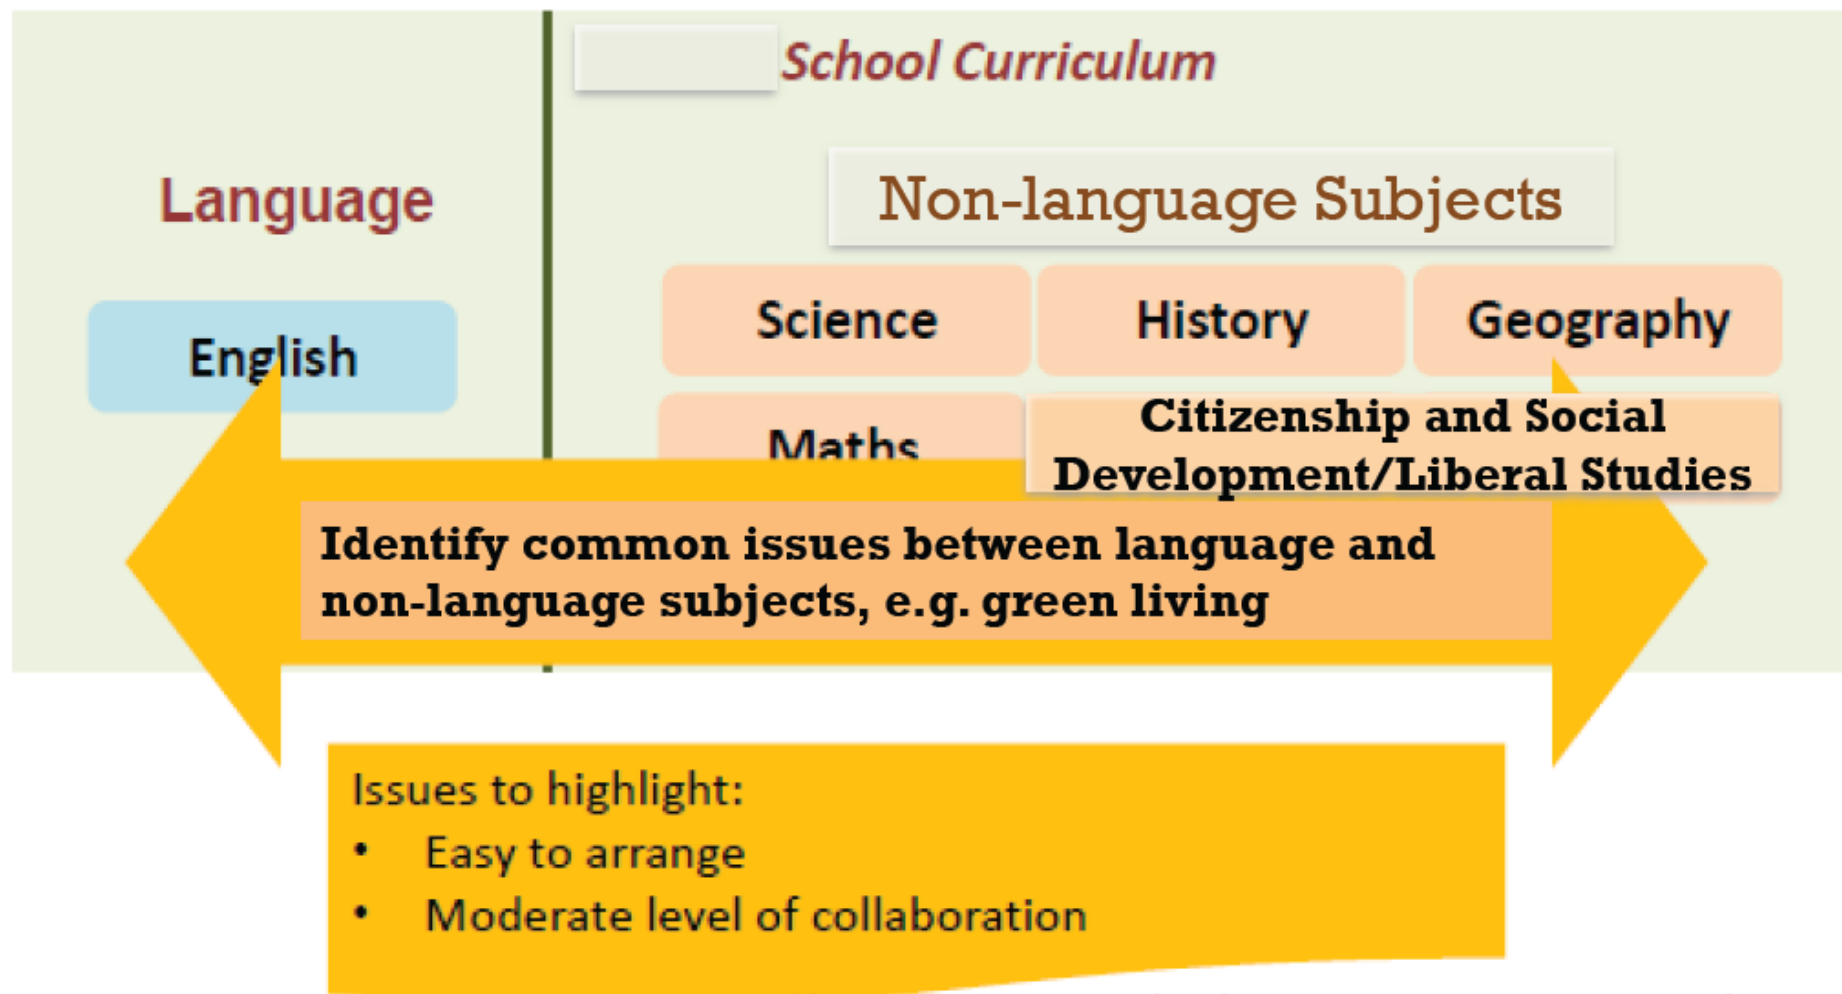 School Curriculum
Language
Non-language Subjects
English
Science
History
Geography
Maths
Citizenship and Social
Development/Liberal Studies
Identify common issues between language and
non-language subjects, e.g. green living
Issues to highlight:
• Easy to arrange
• Moderate level of collaboration